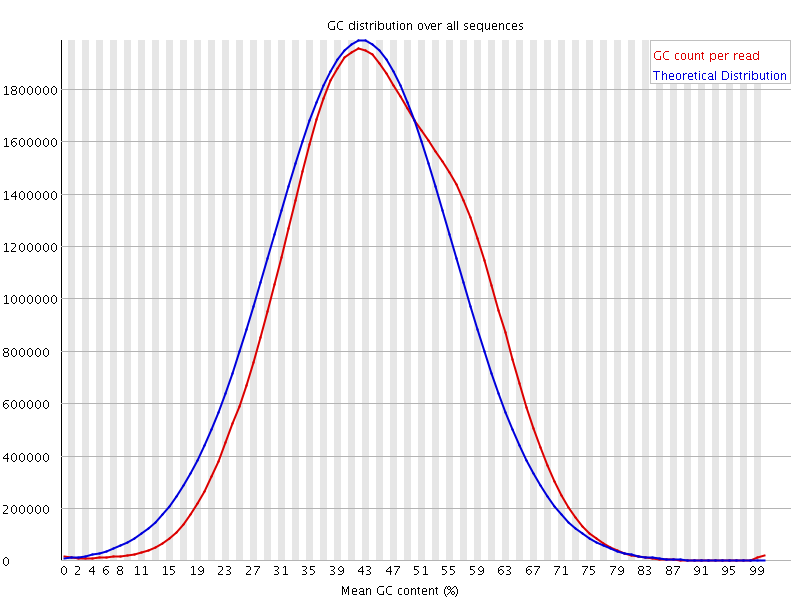 GC distribution over all sequences
GC count per read
Theoretical Distribution
1800000
1600000
1400000
1200000
1000000
800000
600000
400000
200000
0
0 2 4 6 8 11 15 19 23 27 31 35 39 43 47 51 55 59 63 67 71 75 79 83 87 91 95 99
Mean GC content (%)